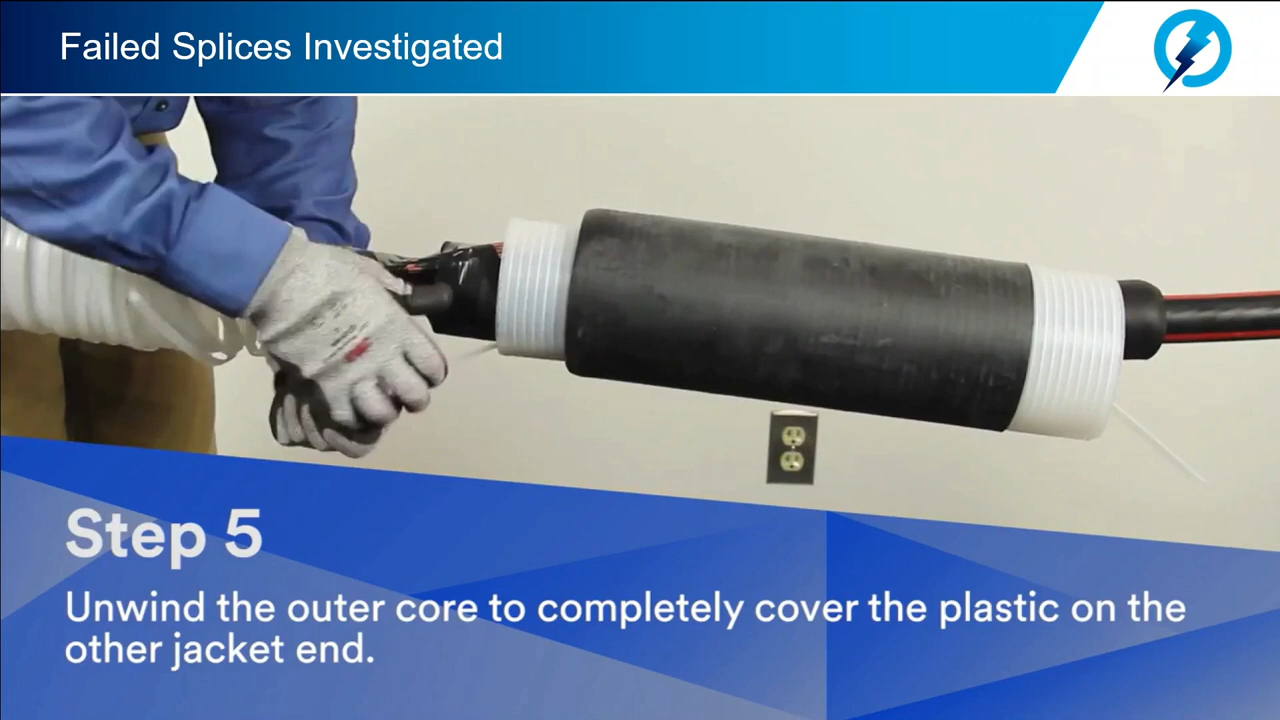 Failed Splices Investigated
Step 5
Unwind the outer core to completely cover the plastic on the
other jacket end.